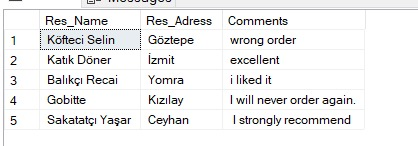 Messages
Res_Name Res_Adress Comments
1 Köfteci Selin Göztepe wrong order
2 Katık Döner İzmit excellent
3 Balıkçı Recai Yomra i liked it
4 Gobitte Kızılay I will never order again.
5 Sakatatçı Yaşar Ceyhan I strongly recommend